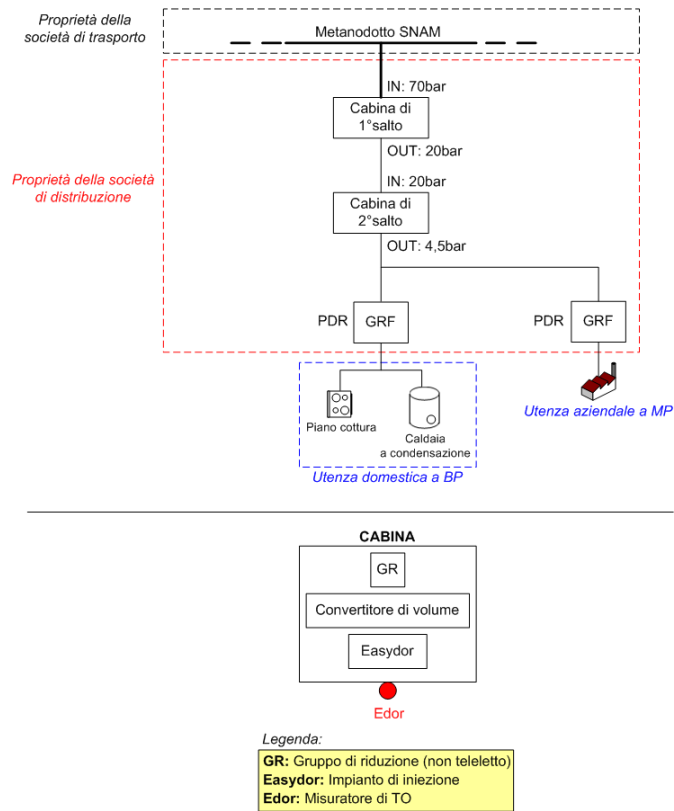 Proprietà della
società di trasporto
Metanodotto SNAM
IN: 70bar
Cabina di
1°salto
OUT: 20bar
Proprietà della società
di distribuzione
IN: 20bar
Cabina di
2°salto
OUT: 4,5bar
PDR
GRF
PDR
GRF
Piano cottura
Caldaia
a condensazione
Utenza aziendale a MP
Utenza domestica a BP
CABINA
GR
Convertitore di volume
Easydor
Edor
Legenda:
GR: Gruppo di riduzione (non teleletto)
Easydor: Impianto di iniezione
Edor: Misuratore di TO